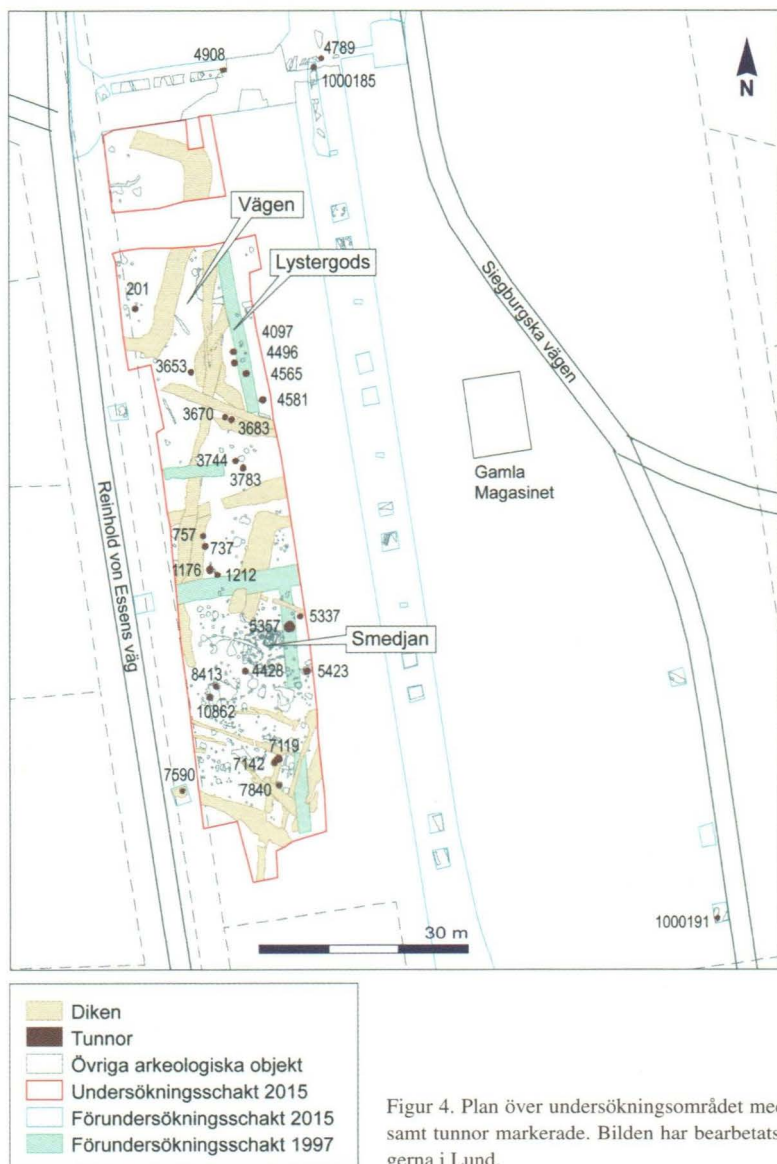 4908
4789
1000185
N
Vägen
Lystergods
201
4097
4496
3653
4565
4581
3670
3683
3744
3783
757
737
1176
1212
5337
5357
Smedjan
8413
4428
5423
10862
7119
7142
7590
7840
1000191
Siegburgska vägen
Gamla
Magasinet
Reinhold von Essens väg
30 m
Diken
Tunnor
Övriga arkeologiska objekt
Undersökningsschakt 2015
Förundersökningsschakt 2015
Förundersökningsschakt 1997
Figur 4. Plan över undersökningsområdet med
samt tunnor markerade. Bilden har bearbetats
gerna i Lund.